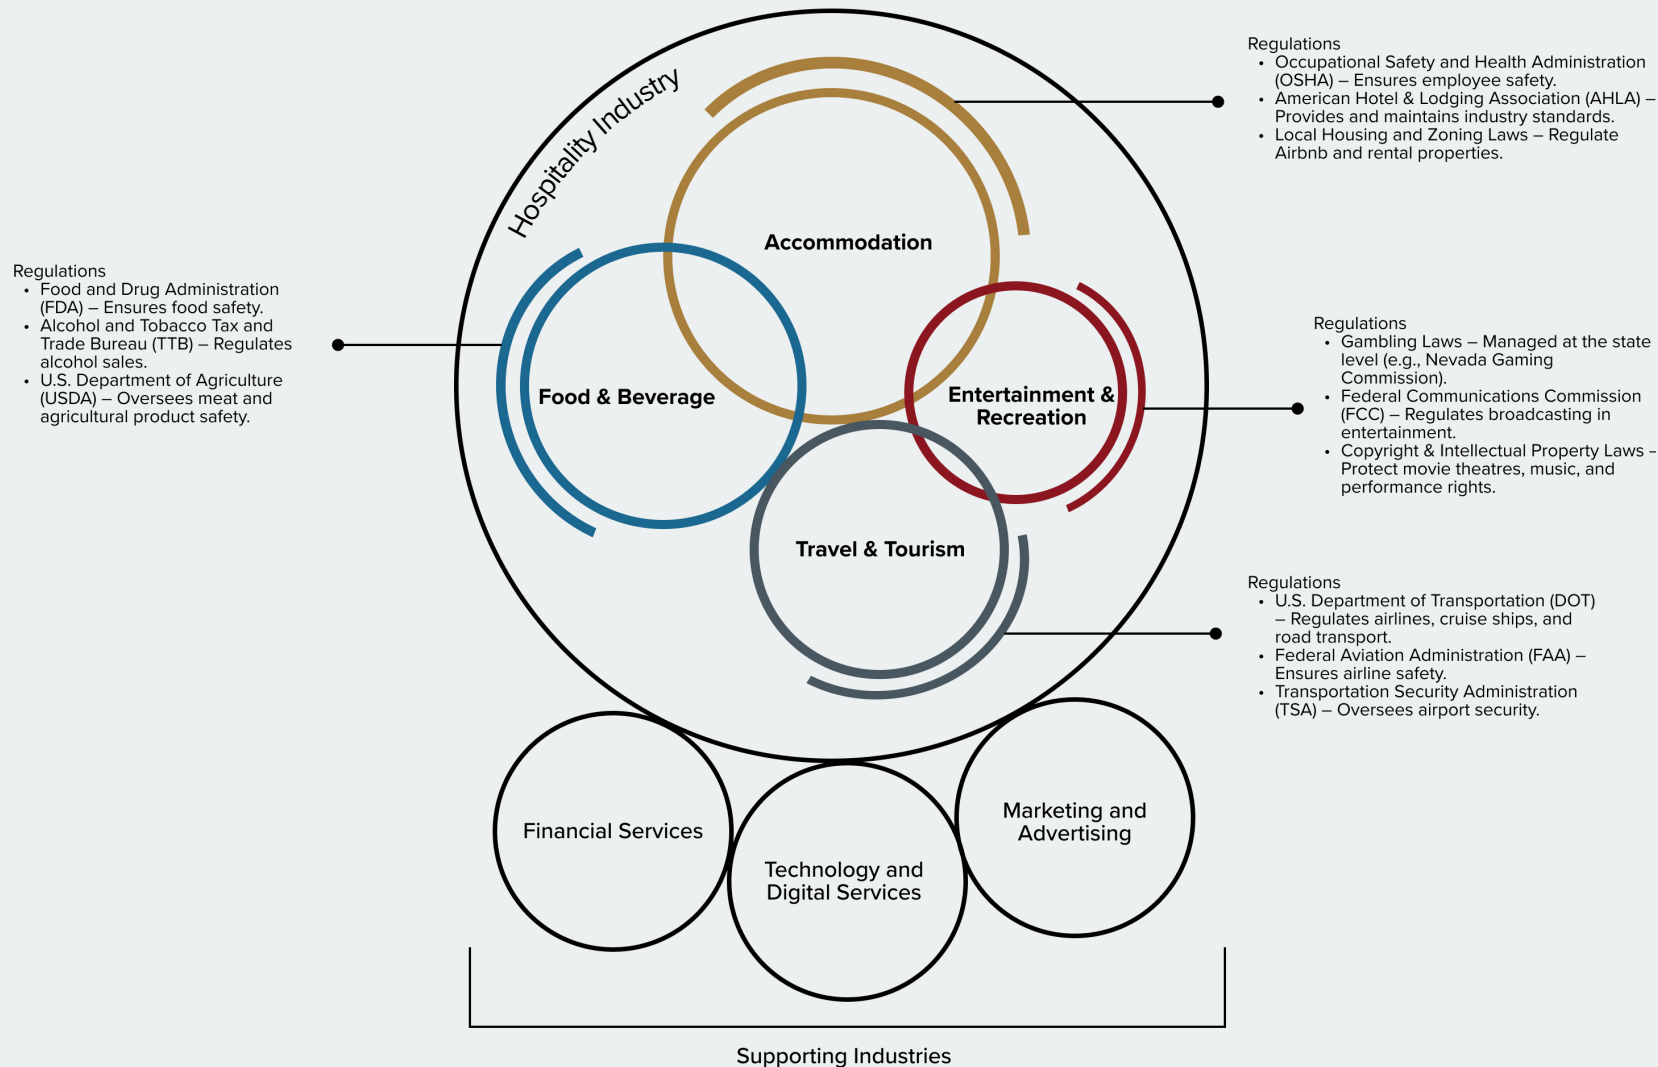 Hospitality Industry
Regulations
• Occupational Safety and Health Administration
(OSHA) – Ensures employee safety.
• American Hotel & Lodging Association (AHLA) –
Provides and maintains industry standards.
• Local Housing and Zoning Laws – Regulate
Airbnb and rental properties.
Accommodation
Regulations
• Food and Drug Administration
(FDA) – Ensures food safety.
• Alcohol and Tobacco Tax and
Trade Bureau (TTB) – Regulates
alcohol sales.
• U.S. Department of Agriculture
(USDA) – Oversees meat and
agricultural product safety.
Food & Beverage
Entertainment &
Recreation
Regulations
• Gambling Laws – Managed at the state
level (e.g., Nevada Gaming
Commission).
• Federal Communications Commission
(FCC) – Regulates broadcasting in
entertainment.
• Copyright & Intellectual Property Laws –
Protect movie theatres, music, and
performance rights.
Travel & Tourism
Regulations
• U.S. Department of Transportation (DOT)
– Regulates airlines, cruise ships, and
road transport.
• Federal Aviation Administration (FAA) –
Ensures airline safety.
• Transportation Security Administration
(TSA) – Oversees airport security.
Financial Services
Technology and
Digital Services
Marketing and
Advertising
Supporting Industries